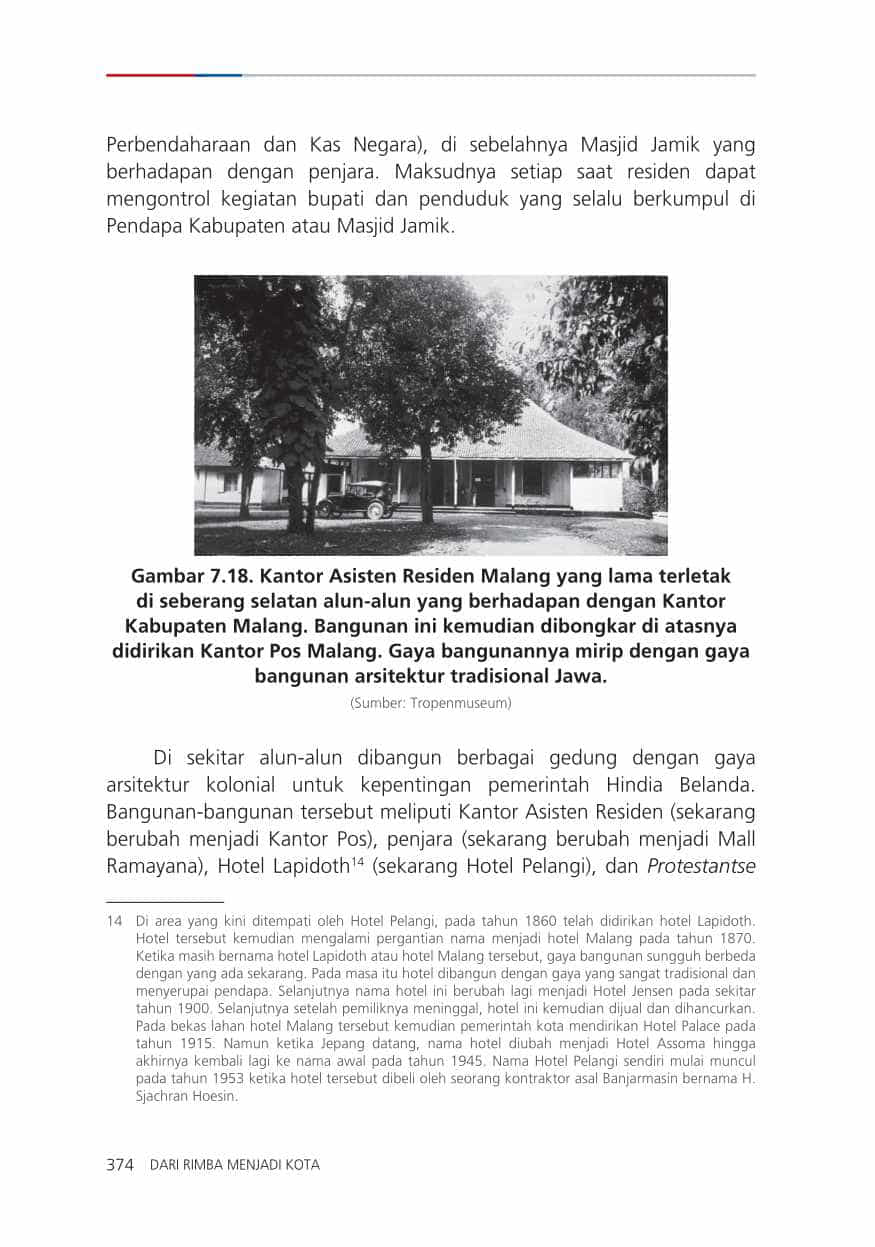 Perbendaharaan dan Kas Negara), di sebelahnya Masjid Jamik yang
berhadapan dengan penjara. Maksudnya setiap saat residen dapat
mengontrol kegiatan bupati dan penduduk yang selalu berkumpul di
Pendapa Kabupaten atau Masjid Jamik.
Gambar 7.18. Kantor Asisten Residen Malang yang lama terletak
di seberang selatan alun-alun yang berhadapan dengan Kantor
Kabupaten Malang. Bangunan ini kemudian dibongkar di atasnya
didirikan Kantor Pos Malang. Gaya bangunannya mirip dengan gaya
bangunan arsitektur tradisional Jawa.
(Sumber: Tropenmuseum)
Di sekitar alun-alun dibangun berbagai gedung dengan gaya
arsitektur kolonial untuk kepentingan pemerintah Hindia Belanda.
Bangunan-bangunan tersebut meliputi Kantor Asisten Residen (sekarang
berubah menjadi Kantor Pos), penjara (sekarang berubah menjadi Mall
Ramayana), Hotel Lapidoth14 (sekarang Hotel Pelangi), dan Protestantse
14 Di area yang kini ditempati oleh Hotel Pelangi, pada tahun 1860 telah didirikan hotel Lapidoth.
Hotel tersebut kemudian mengalami pergantian nama menjadi hotel Malang pada tahun 1870.
Ketika masih bernama hotel Lapidoth atau hotel Malang tersebut, gaya bangunan sungguh berbeda
dengan yang ada sekarang. Pada masa itu hotel dibangun dengan gaya yang sangat tradisional dan
menyerupai pendapa. Selanjutnya nama hotel ini berubah lagi menjadi Hotel Jensen pada sekitar
tahun 1900. Selanjutnya setelah pemiliknya meninggal, hotel ini kemudian dijual dan dihancurkan.
Pada bekas lahan hotel Malang tersebut kemudian pemerintah kota mendirikan Hotel Palace pada
tahun 1915. Namun ketika Jepang datang, nama hotel diubah menjadi Hotel Assoma hingga
akhirnya kembali lagi ke nama awal pada tahun 1945. Nama Hotel Pelangi sendiri mulai muncul
pada tahun 1953 ketika hotel tersebut dibeli oleh seorang kontraktor asal Banjarmasin bernama H.
Sjachran Hoesin.
374 DARI RIMBA MENJADI KOTA